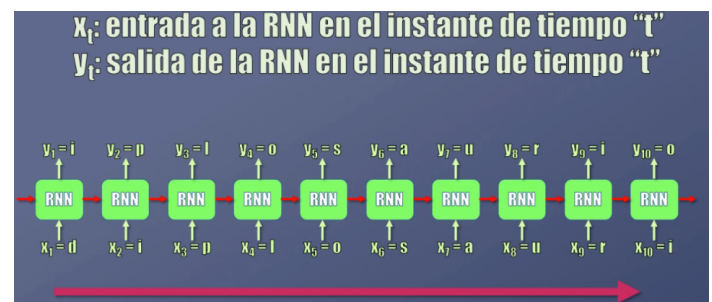 xt: entrada a la RNN en el instante de tiempo “t”
yt: salida de la RNN en el instante de tiempo “t”
y1 = i y2 = p y3 = l y4 = o y5 = s y6 = a y7 = u y8 = r y9 = i y10 = o
RNN RNN RNN RNN RNN RNN RNN RNN RNN RNN
x1 = d x2 = i x3 = p x4 = l x5 = o x6 = s x7 = a x8 = u x9 = r x10 = i